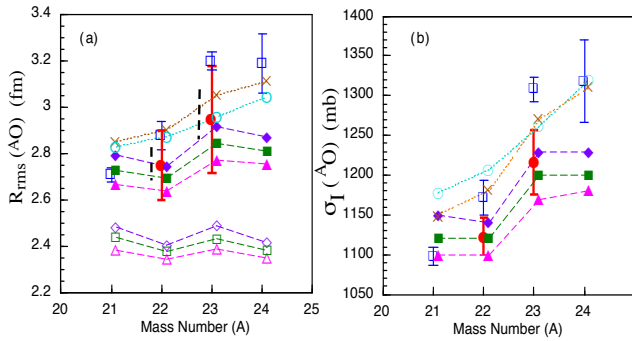 (a)
3.4
3.2
3
2.8
2.6
2.4
2.2
R_rms (^AO) (fm)
20 21 22 23 24 25
Mass Number (A)
(b)
1400
1350
1300
1250
1200
1150
1100
1050
σ_I (^AO) (mb)
20 21 22 23 24 25
Mass Number (A)